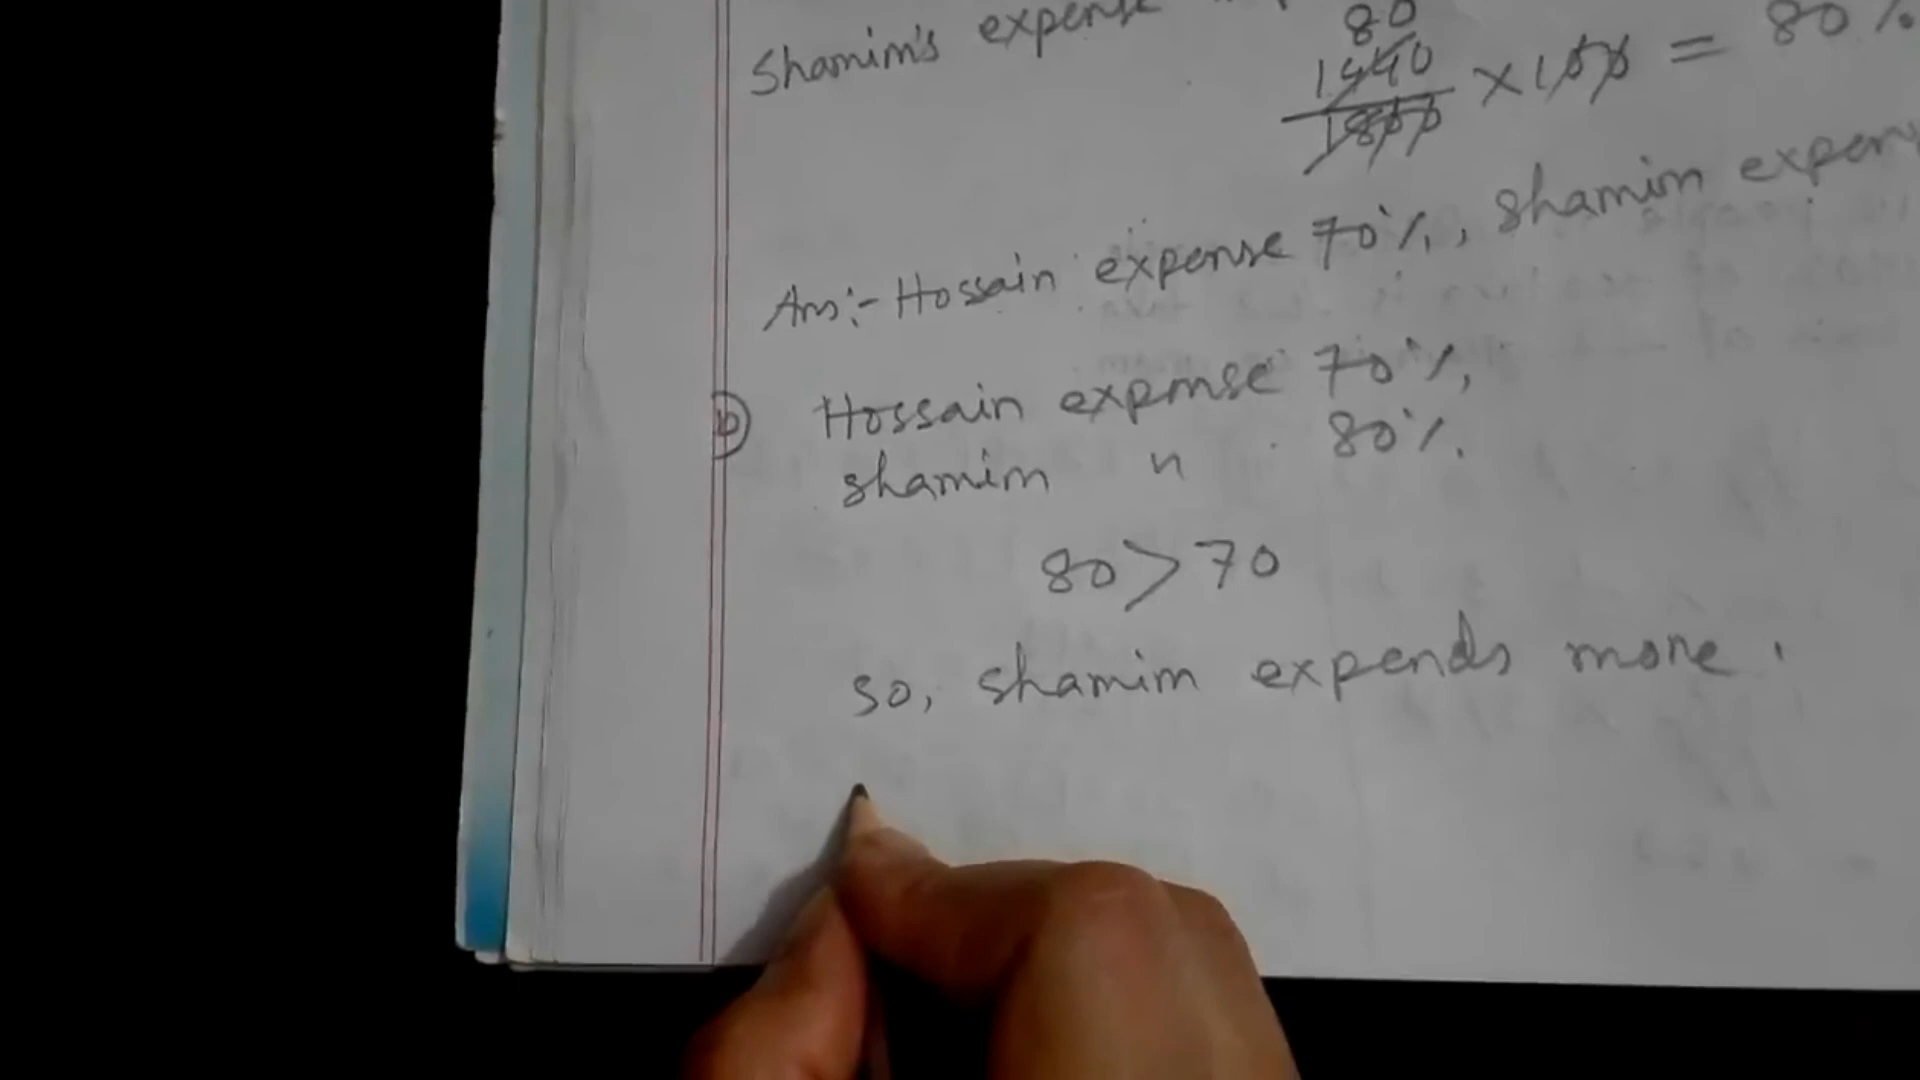 Shamim's expense
80
1440/1800 × 100 = 80%
Ans:- Hossain expense 70%, shamim expen
b Hossain expense 70%,
shamim " 80%.
80 > 70
so, shamim expends more.